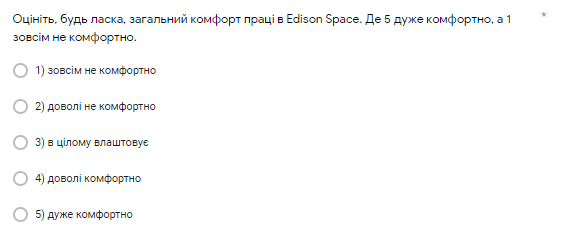 Оцініть, будь ласка, загальний комфорт праці в Edison Space. Де 5 дуже комфортно, а 1 *
зовсім не комфортно.
1) зовсім не комфортно
2) доволі не комфортно
3) в цілому влаштовує
4) доволі комфортно
5) дуже комфортно